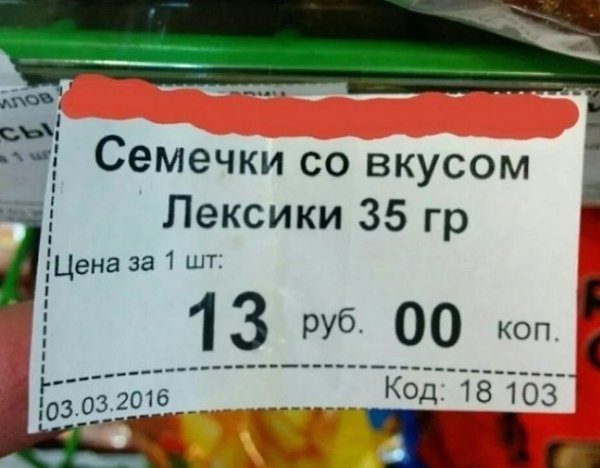 Семечки со вкусом
Лексики 35 гр
Цена за 1 шт:
13 руб. 00 коп.
03.03.2016 Код: 18 103